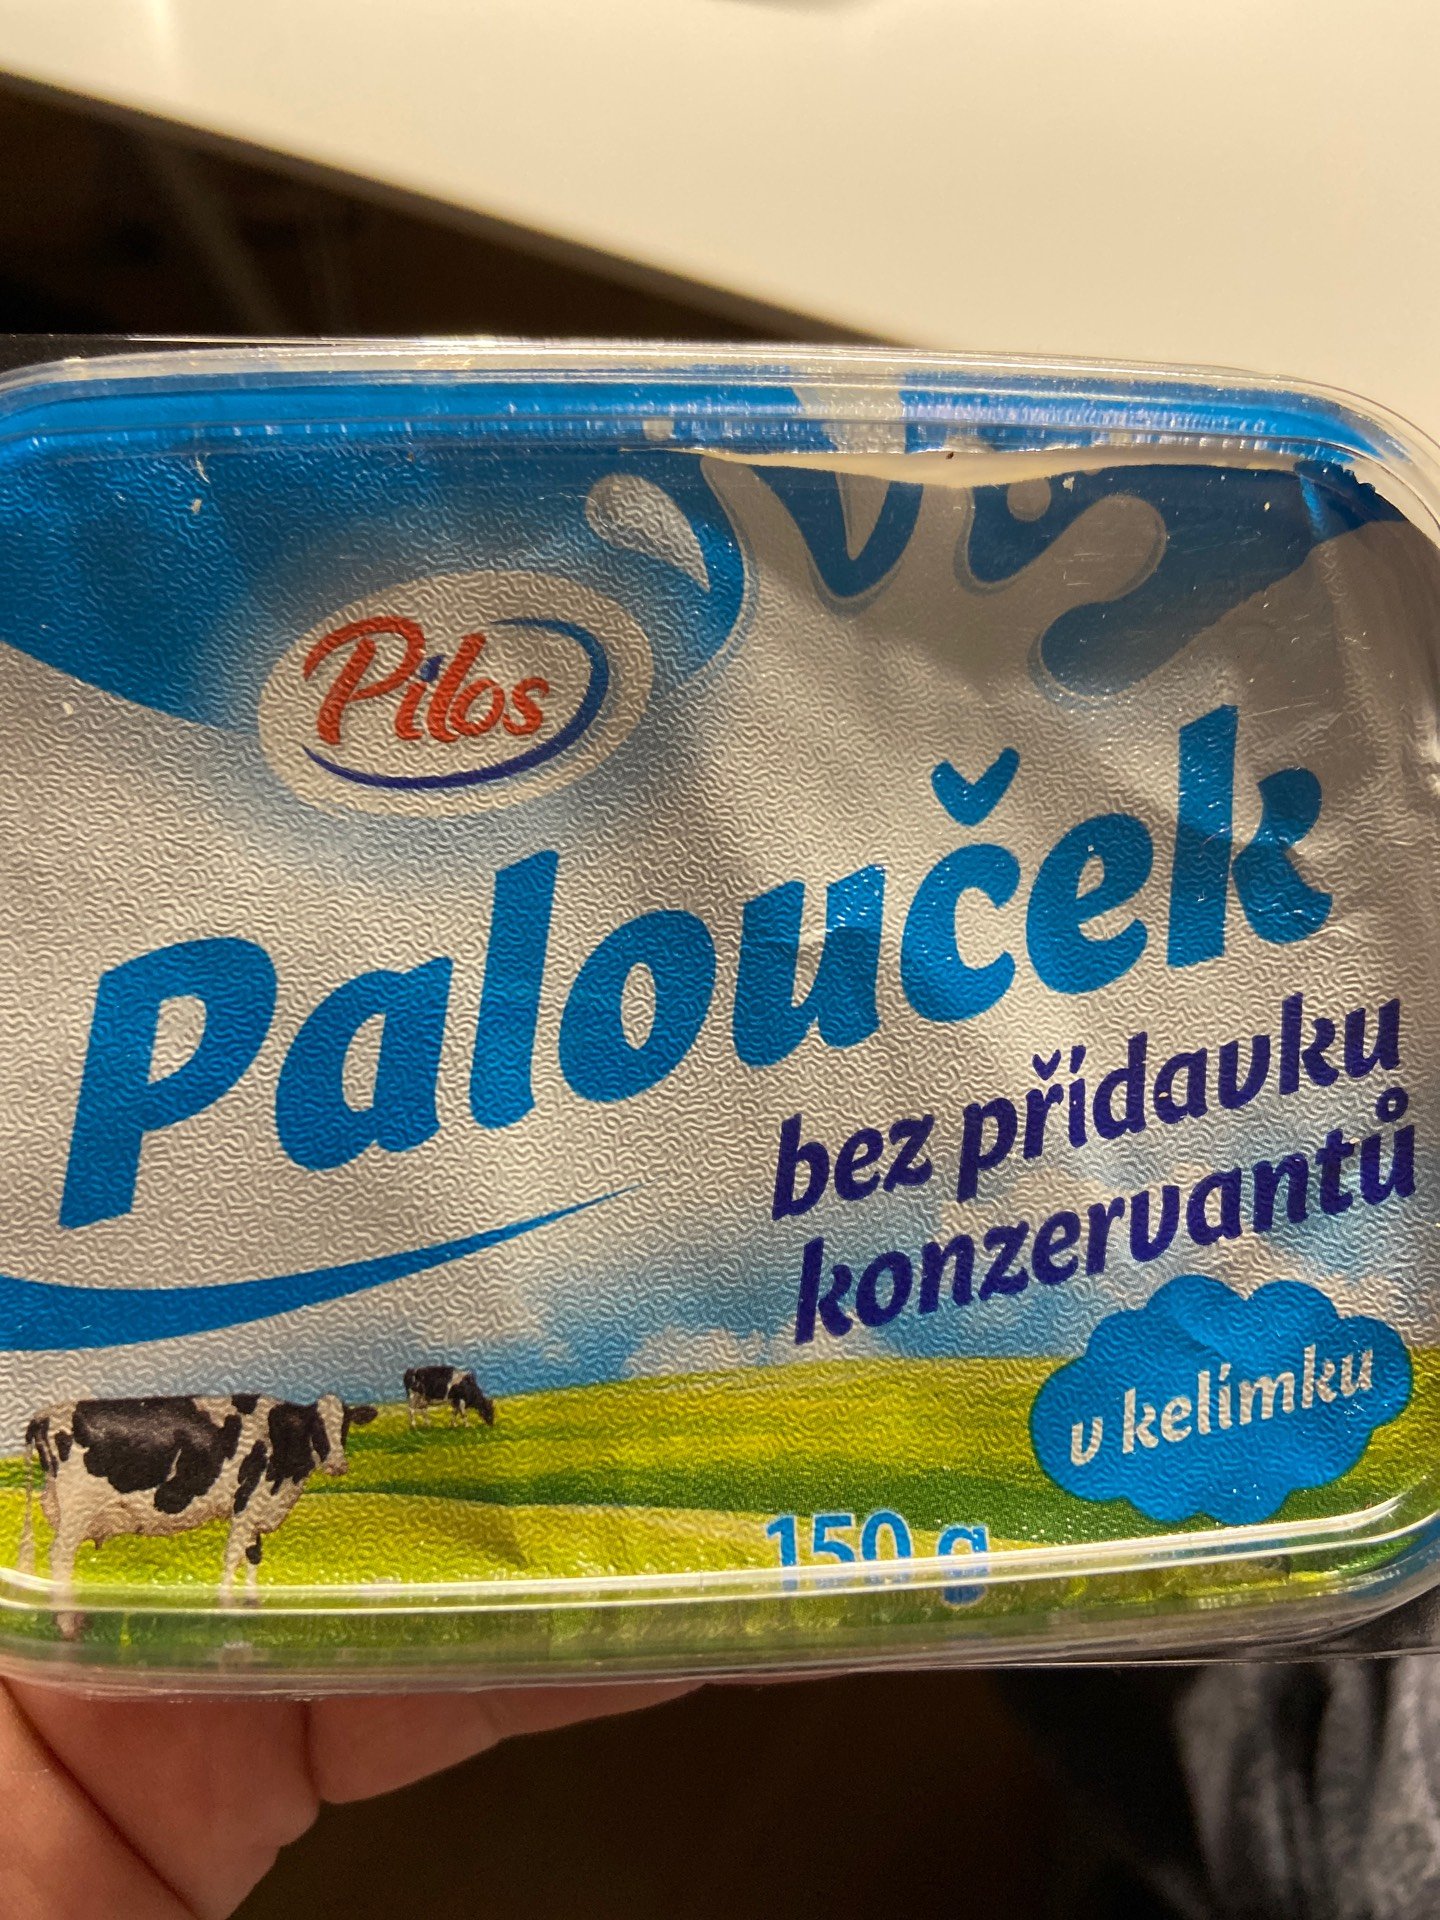 Pilos
Palouček
bez přídavku
konzervantů
v kelímku
150 g